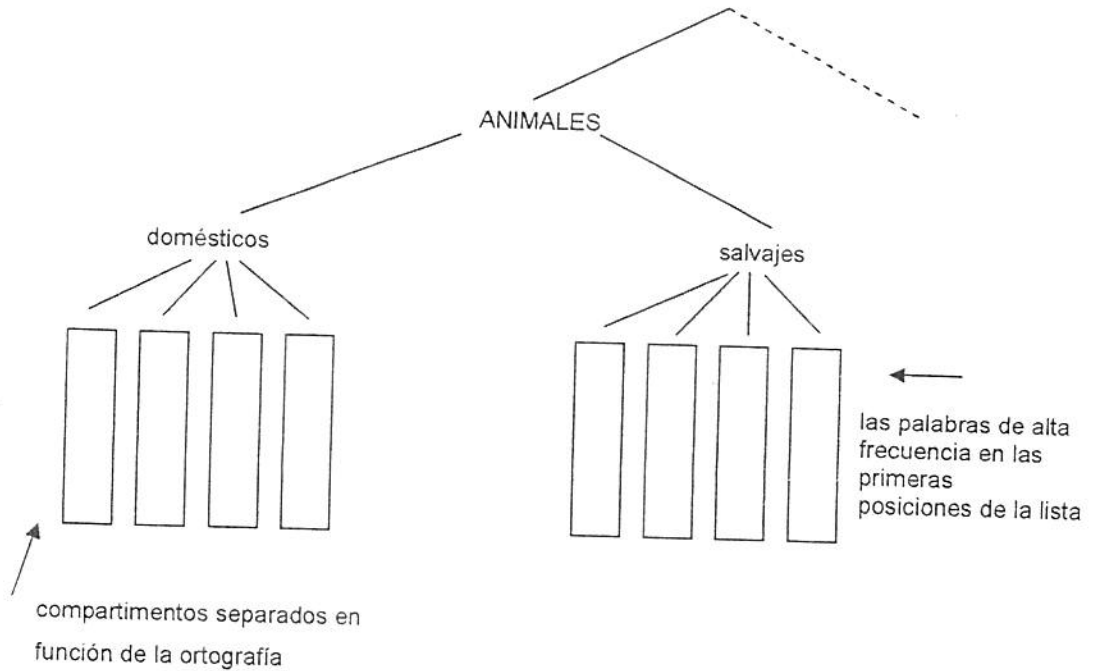 ANIMALES
domésticos
salvajes
las palabras de alta
frecuencia en las
primeras
posiciones de la lista
compartimentos separados en
función de la ortografía